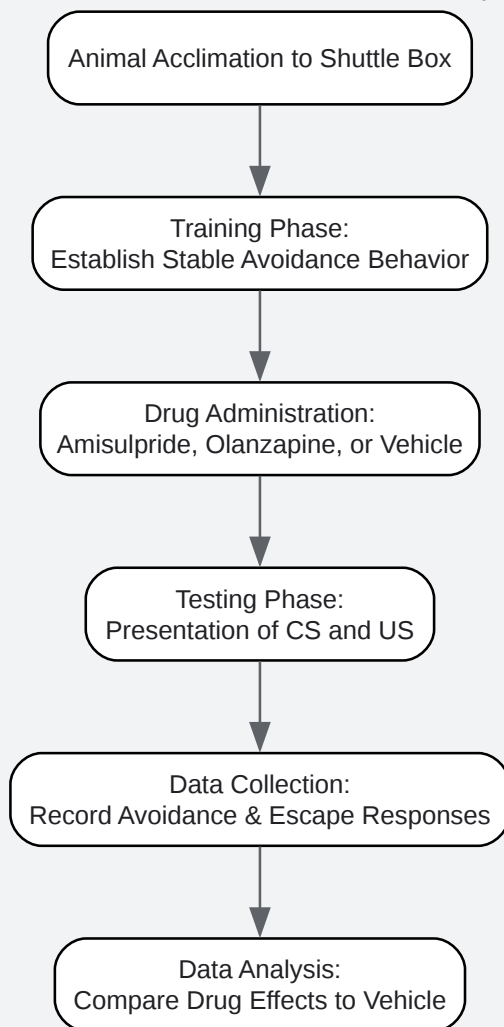 Animal Acclimation to Shuttle Box
Training Phase:
Establish Stable Avoidance Behavior
Drug Administration:
Amisulpride, Olanzapine, or Vehicle
Testing Phase:
Presentation of CS and US
Data Collection:
Record Avoidance & Escape Responses
Data Analysis:
Compare Drug Effects to Vehicle